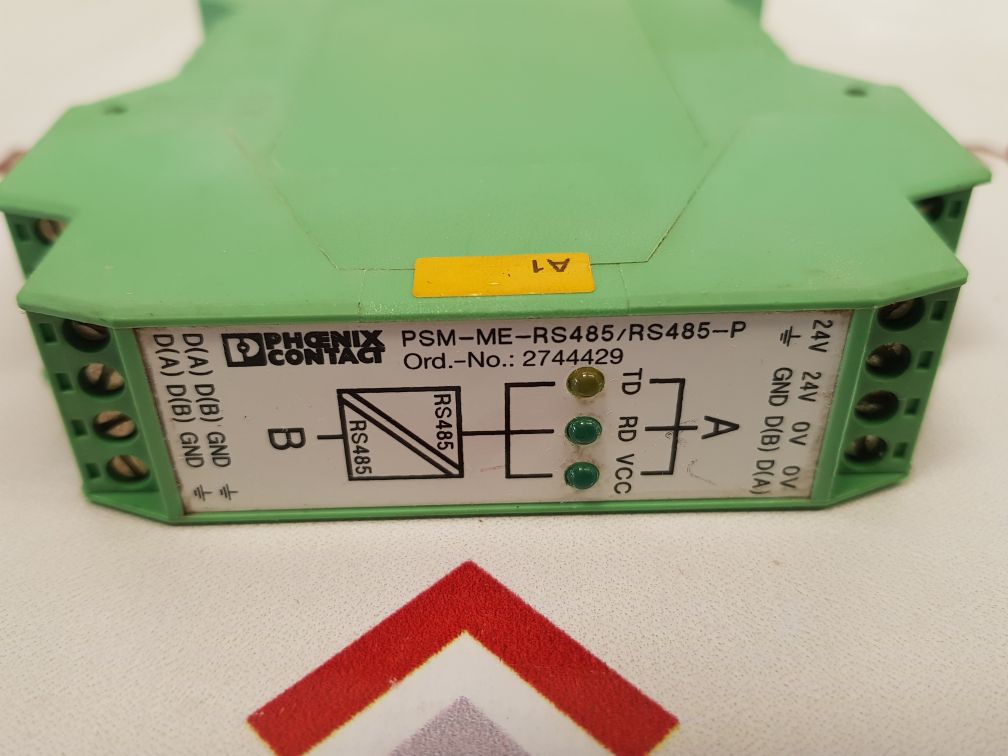 A1
PHŒNIX
CONTACT
PSM-ME-RS485/RS485-P
Ord.-No.: 2744429
D(A) D(B) GND
D(A) D(B) GND
B
RS485
RS485
TD
RD
VCC
A
24V 24V 0V 0V
GND D(B) D(A)